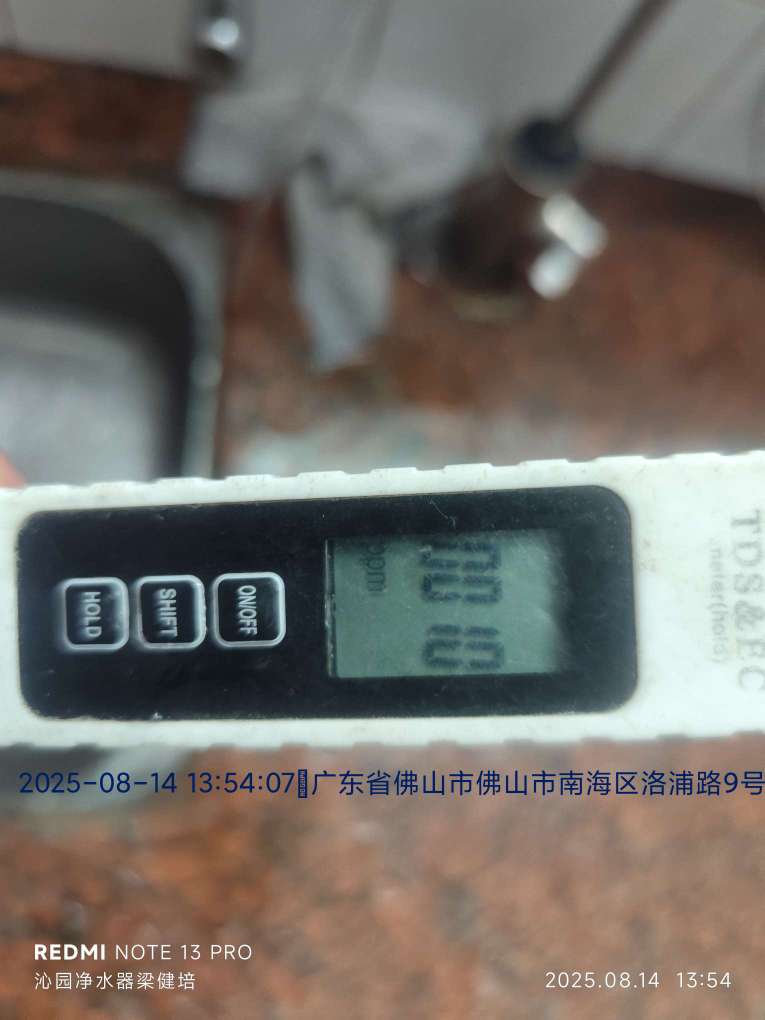 TDS&EC
meter(hold)
ppm
ON/OFF
SHIFT
HOLD
2025-08-14 13:54:07
广东省佛山市佛山市南海区洛浦路9号
REDMI NOTE 13 PRO
沁园净水器梁健培
2025.08.14 13:54